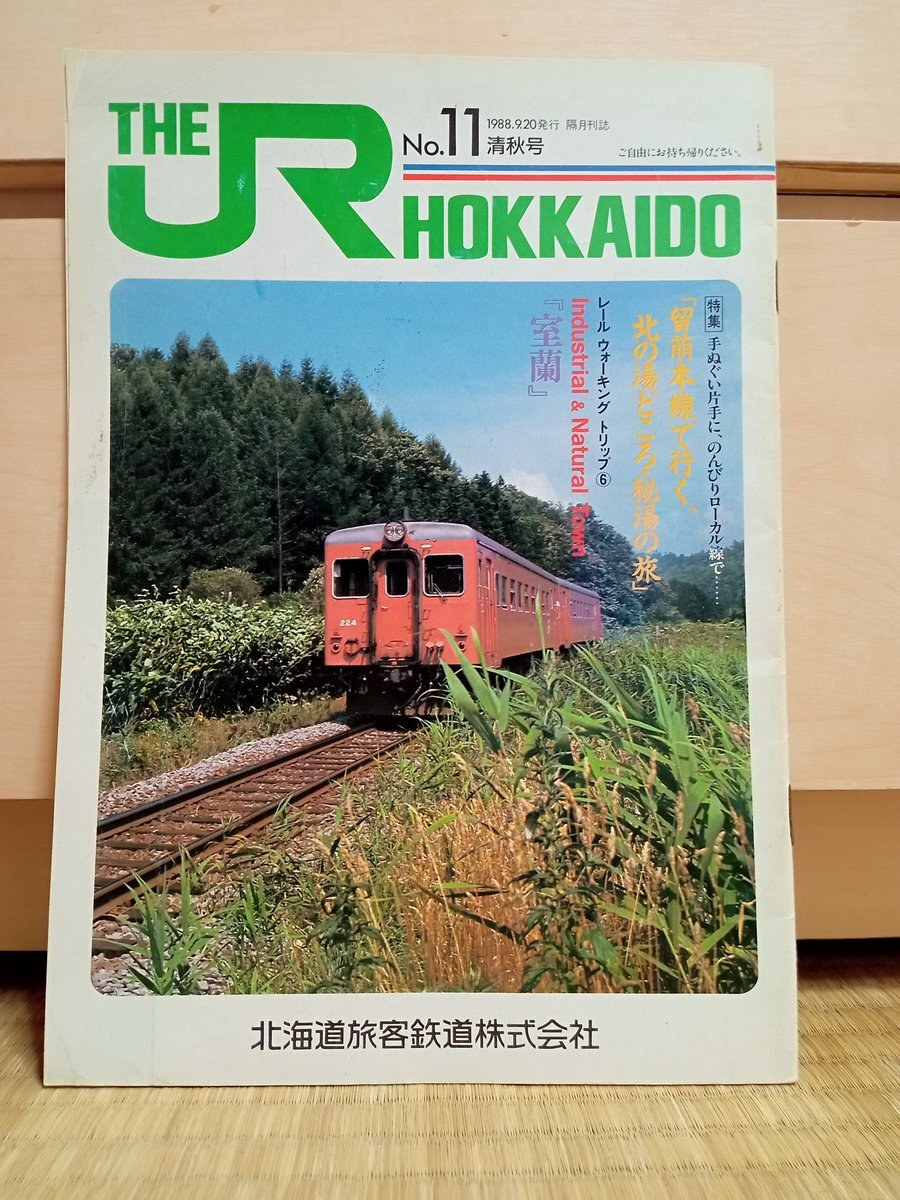 THE JR HOKKAIDO
No.11
1988.9.20発行 隔月刊誌
清秋号
ご自由にお持ち帰りください。
特集 手ぬぐい片手に、のんびりローカル線で……
「留萌本線で行く、
北の湯どころ・秘湯の旅」
レール ウォーキング トリップ⑥
Industrial & Natural Town
『室蘭』
224
北海道旅客鉄道株式会社